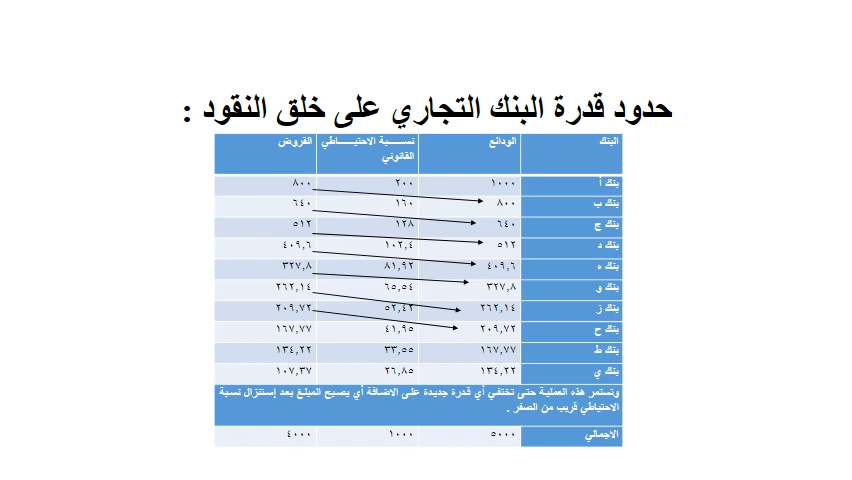 حدود قدرة البنك التجاري على خلق النقود :
البنك الودائع نسبة الاحتياطي القانوني القروض
بنك أ ١٠٠٠ ٢٠٠ ٨٠٠
بنك ب ٨٠٠ ١٦٠ ٦٤٠
بنك ج ٦٤٠ ١٢٨ ٥١٢
بنك د ٥١٢ ١٠٢,٤ ٤٠٩,٦
بنك ه ٤٠٩,٦ ٨١,٩٢ ٣٢٧,٨
بنك و ٣٢٧,٨ ٦٥,٥٤ ٢٦٢,١٤
بنك ز ٢٦٢,١٤ ٥٢,٤٢ ٢٠٩,٧٢
بنك ح ٢٠٩,٧٢ ٤١,٩٥ ١٦٧,٧٧
بنك ط ١٦٧,٧٧ ٣٣,٥٥ ١٣٤,٢٢
بنك ي ١٣٤,٢٢ ٢٦,٨٥ ١٠٧,٣٧
وتستمر هذه العملية حتى تختفي أي قدرة جديدة على الاضافة أي يصبح المبلغ بعد إستنزال نسبة
الاحتياطي قريب من الصفر .
الاجمالي ٥٠٠٠ ١٠٠٠ ٤٠٠٠